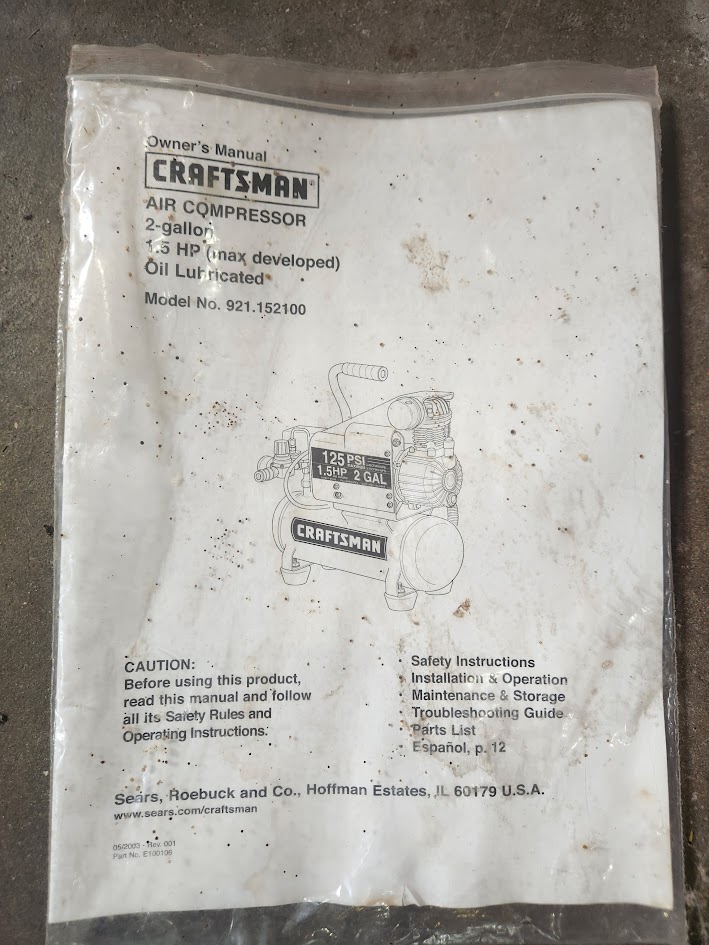 Owner's Manual
CRAFTSMAN
AIR COMPRESSOR
2-gallon
1.5 HP (max developed)
Oil Lubricated
Model No. 921.152100
125 PSI
1.5HP 2 GAL
CRAFTSMAN
CAUTION:
Before using this product,
read this manual and follow
all its Safety Rules and
Operating Instructions.
• Safety Instructions
• Installation & Operation
• Maintenance & Storage
• Troubleshooting Guide
• Parts List
• Español, p. 12
Sears, Roebuck and Co., Hoffman Estates, IL 60179 U.S.A.
www.sears.com/craftsman
05/2003 - Rev. 001
Part No. E100106